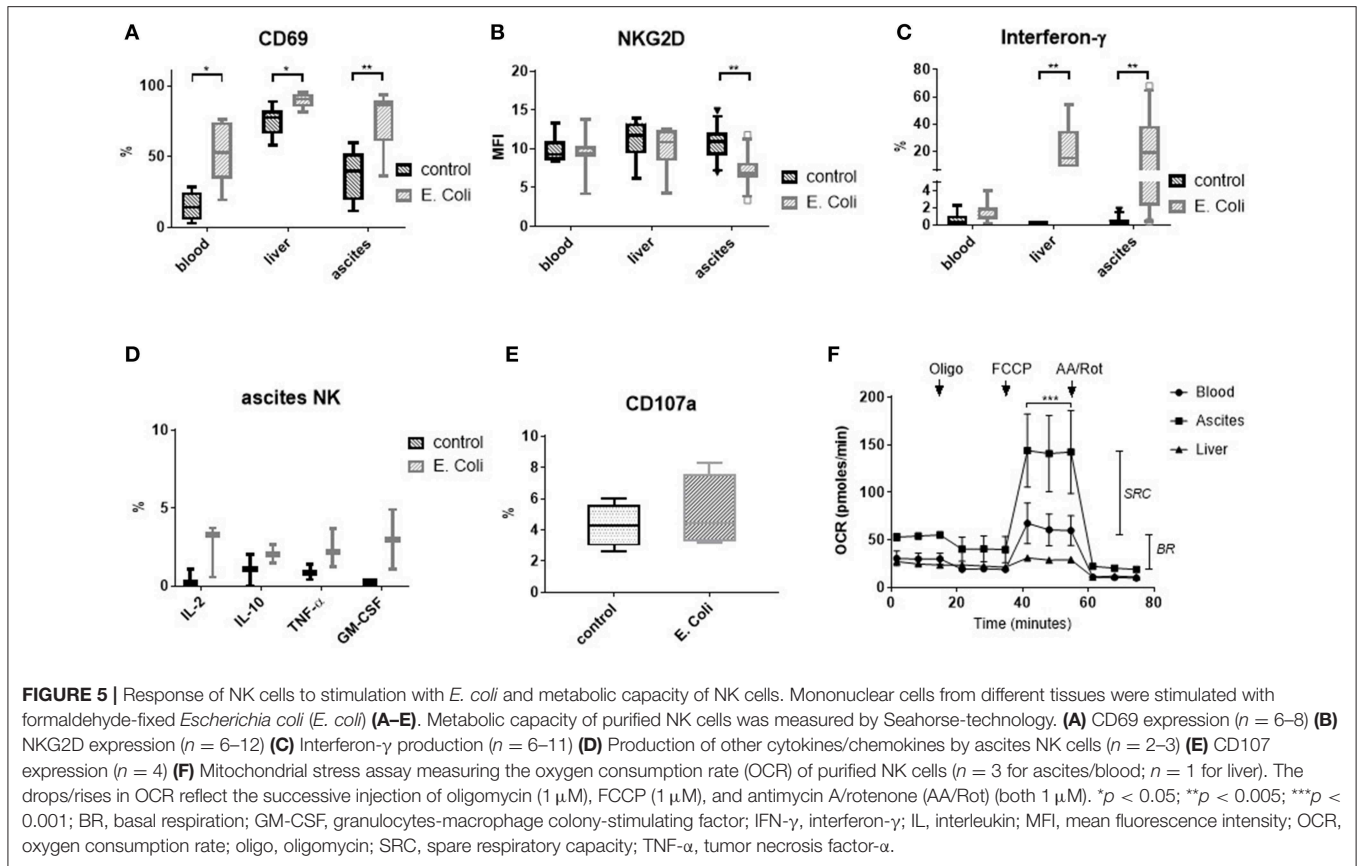 A
CD69
*
*
**
100
50
0
%
blood
liver
ascites
control
E. Coli
B
NKG2D
**
20
15
10
5
0
MFI
blood
liver
ascites
control
E. Coli
C
Interferon-γ
**
**
80
60
40
20
4
2
0
%
blood
liver
ascites
control
E. Coli
D
ascites NK
10
5
0
%
IL-2
IL-10
TNF-α
GM-CSF
control
E. Coli
E
CD107a
10
8
6
4
2
0
%
control
E. Coli
F
Oligo
FCCP
AA/Rot
***
200
150
100
50
0
OCR (pmoles/min)
0
20
40
60
80
Time (minutes)
SRC
BR
Blood
Ascites
Liver
FIGURE 5 | Response of NK cells to stimulation with E. coli and metabolic capacity of NK cells. Mononuclear cells from different tissues were stimulated with
formaldehyde-fixed Escherichia coli (E. coli) (A–E). Metabolic capacity of purified NK cells was measured by Seahorse-technology. (A) CD69 expression (n = 6–8) (B)
NKG2D expression (n = 6–12) (C) Interferon-γ production (n = 6–11) (D) Production of other cytokines/chemokines by ascites NK cells (n = 2–3) (E) CD107
expression (n = 4) (F) Mitochondrial stress assay measuring the oxygen consumption rate (OCR) of purified NK cells (n = 3 for ascites/blood; n = 1 for liver). The
drops/rises in OCR reflect the successive injection of oligomycin (1 μM), FCCP (1 μM), and antimycin A/rotenone (AA/Rot) (both 1 μM). *p < 0.05; **p < 0.005; ***p <
0.001; BR, basal respiration; GM-CSF, granulocytes-macrophage colony-stimulating factor; IFN-γ, interferon-γ; IL, interleukin; MFI, mean fluorescence intensity; OCR,
oxygen consumption rate; oligo, oligomycin; SRC, spare respiratory capacity; TNF-α, tumor necrosis factor-α.